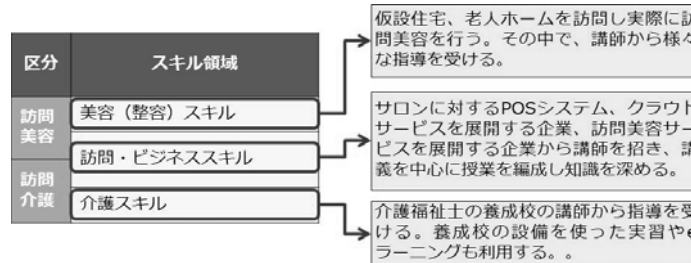 区分
スキル領域
訪問
美容
訪問
介護
美容（整容）スキル
訪問・ビジネススキル
介護スキル
仮設住宅、老人ホームを訪問し実際に訪
問美容を行う。その中で、講師から様々
な指導を受ける。
サロンに対するPOSシステム、クラウト
サービスを展開する企業、訪問美容サー
ビスを展開する企業から講師を招き、講
義を中心に授業を編成し知識を深める。
介護福祉士の養成校の講師から指導を受
ける。養成校の設備を使った実習やe
ラーニングも利用する。。